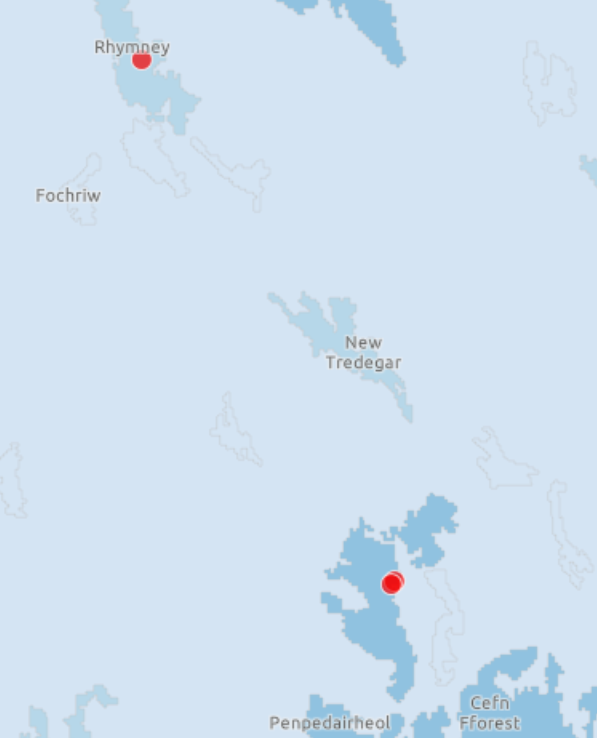 Rhymney
Fochriw
New
Tredegar
Cefn
Fforest
Penpedairheol